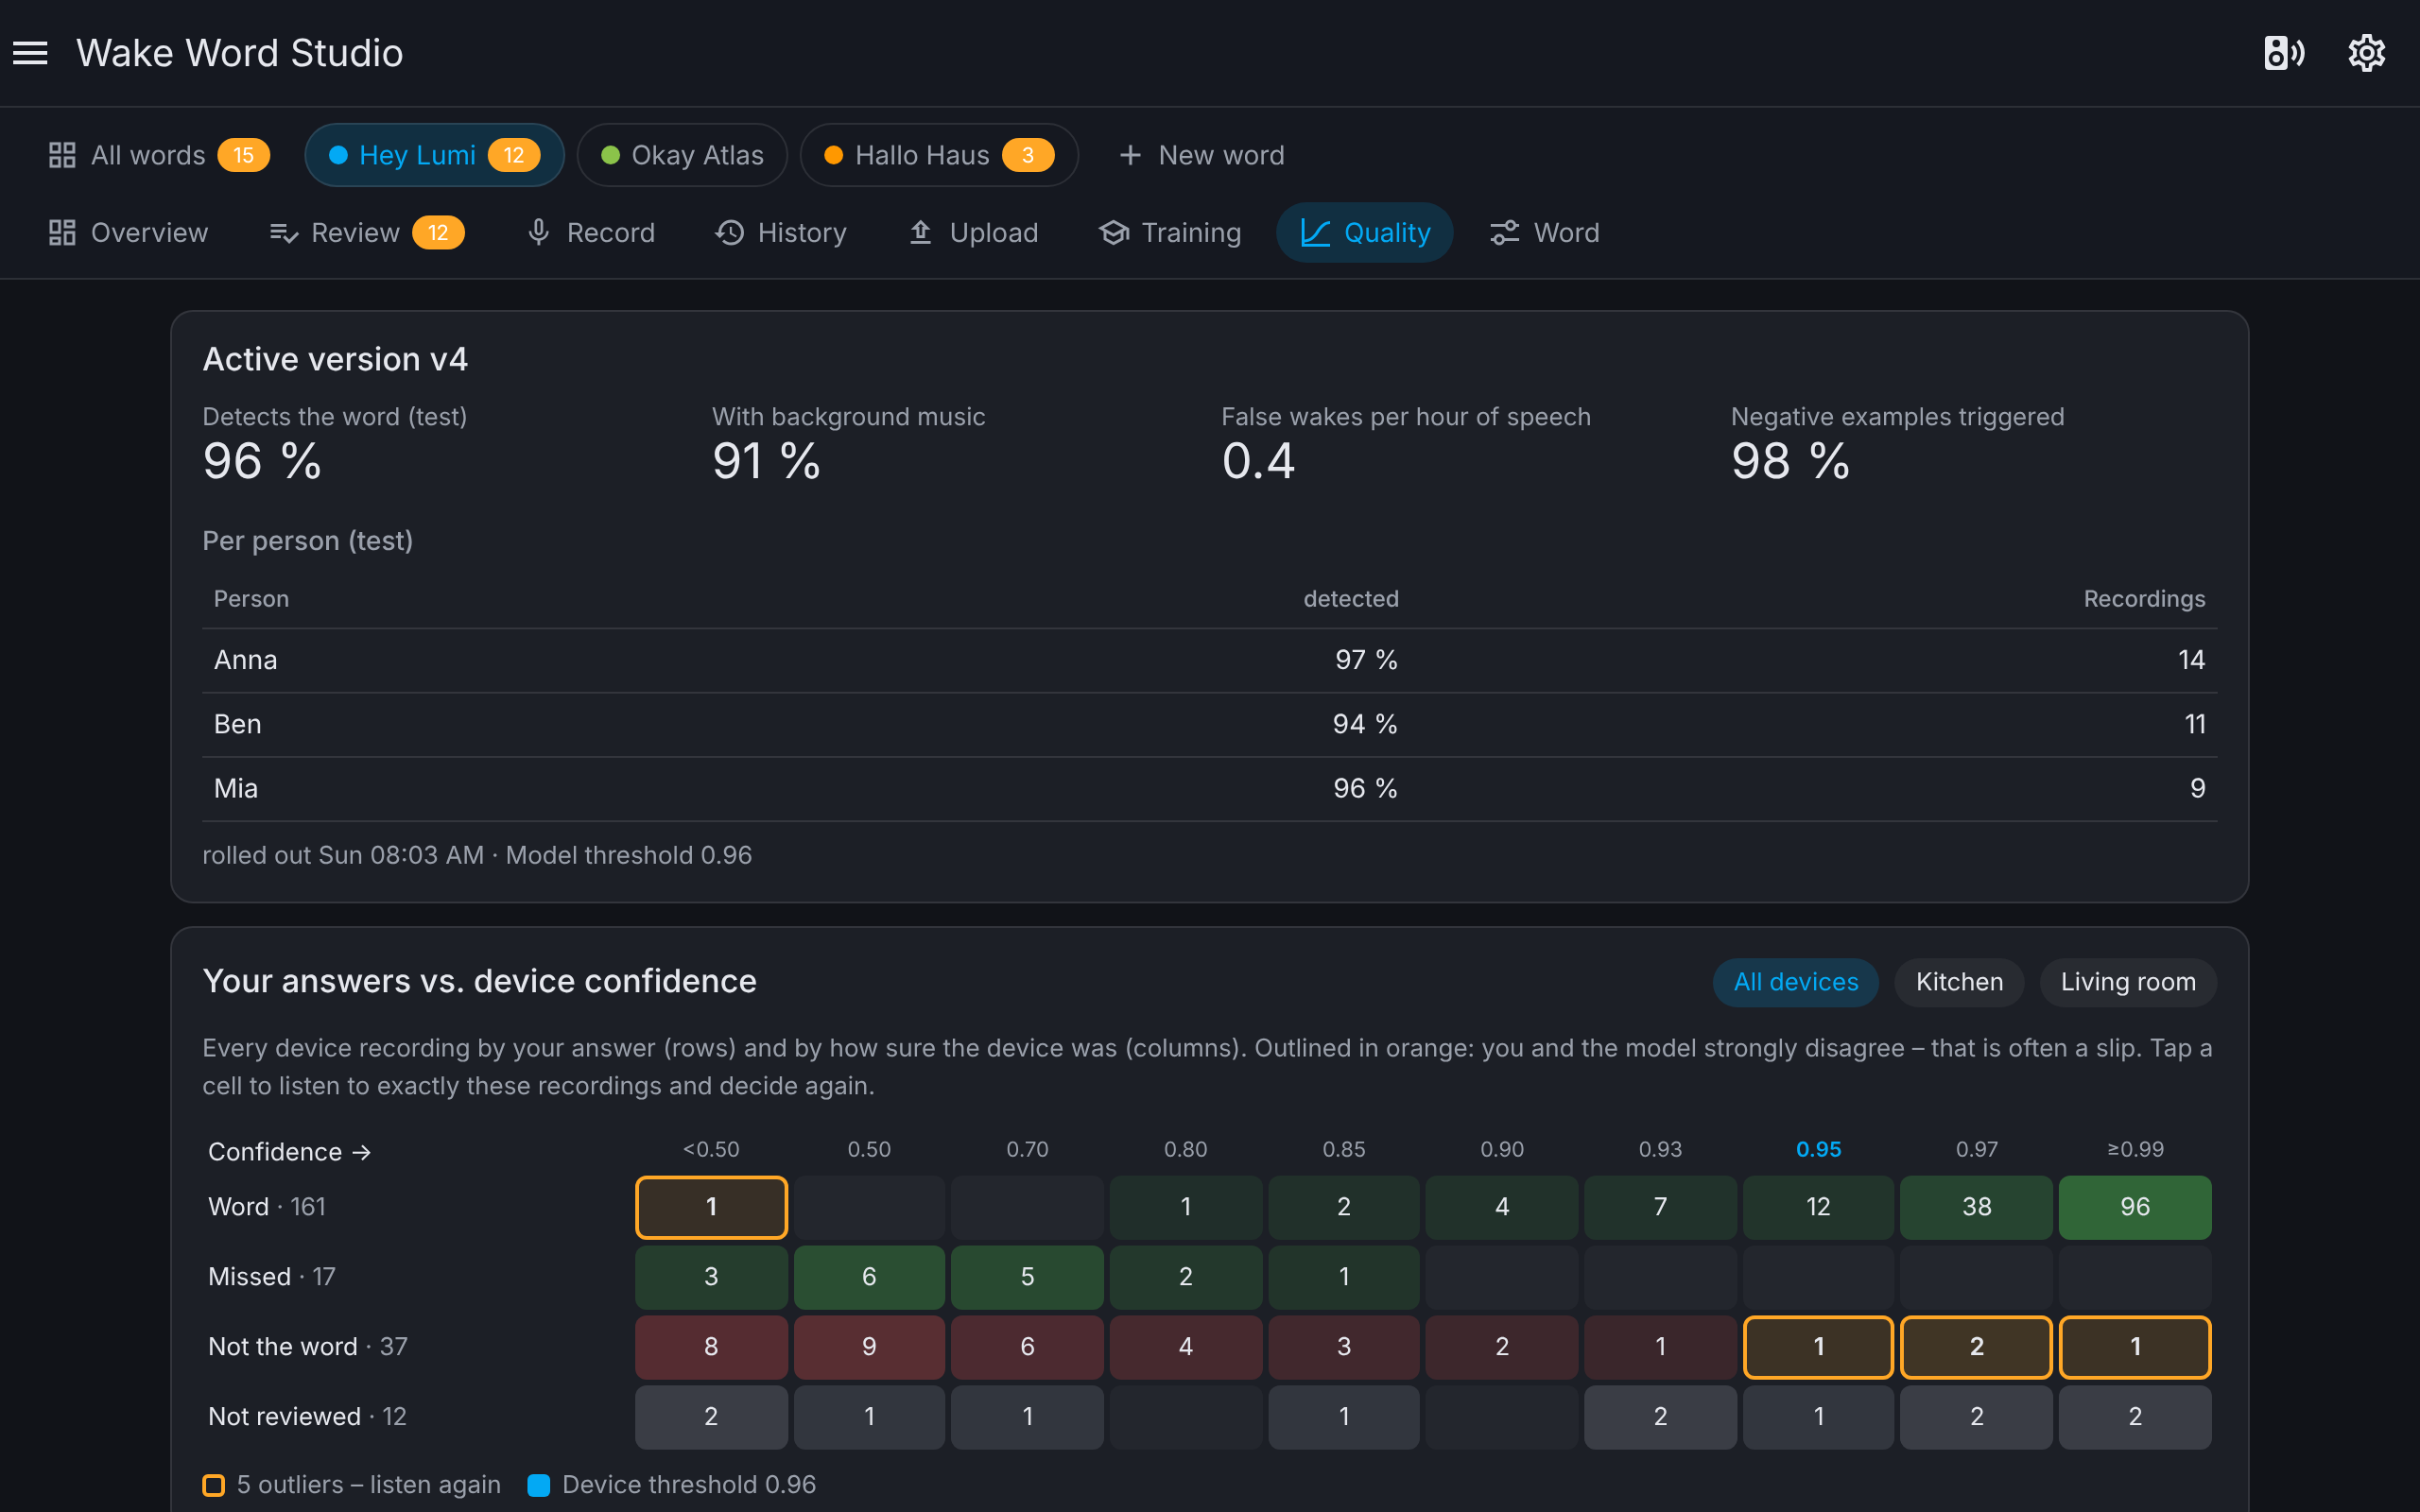 Wake Word Studio
All words 15 Hey Lumi 12 Okay Atlas Hallo Haus 3 + New word
Overview Review 12 Record History Upload Training Quality Word
Active version v4
Detects the word (test) With background music False wakes per hour of speech Negative examples triggered
96 % 91 % 0.4 98 %
Per person (test)
Person detected Recordings
Anna 97 % 14
Ben 94 % 11
Mia 96 % 9
rolled out Sun 08:03 AM · Model threshold 0.96
Your answers vs. device confidence All devices Kitchen Living room
Every device recording by your answer (rows) and by how sure the device was (columns). Outlined in orange: you and the model strongly disagree – that is often a slip. Tap a
cell to listen to exactly these recordings and decide again.
Confidence → <0.50 0.50 0.70 0.80 0.85 0.90 0.93 0.95 0.97 ≥0.99
Word · 161 1 1 2 4 7 12 38 96
Missed · 17 3 6 5 2 1
Not the word · 37 8 9 6 4 3 2 1 1 2 1
Not reviewed · 12 2 1 1 1 2 1 2 2
5 outliers – listen again Device threshold 0.96